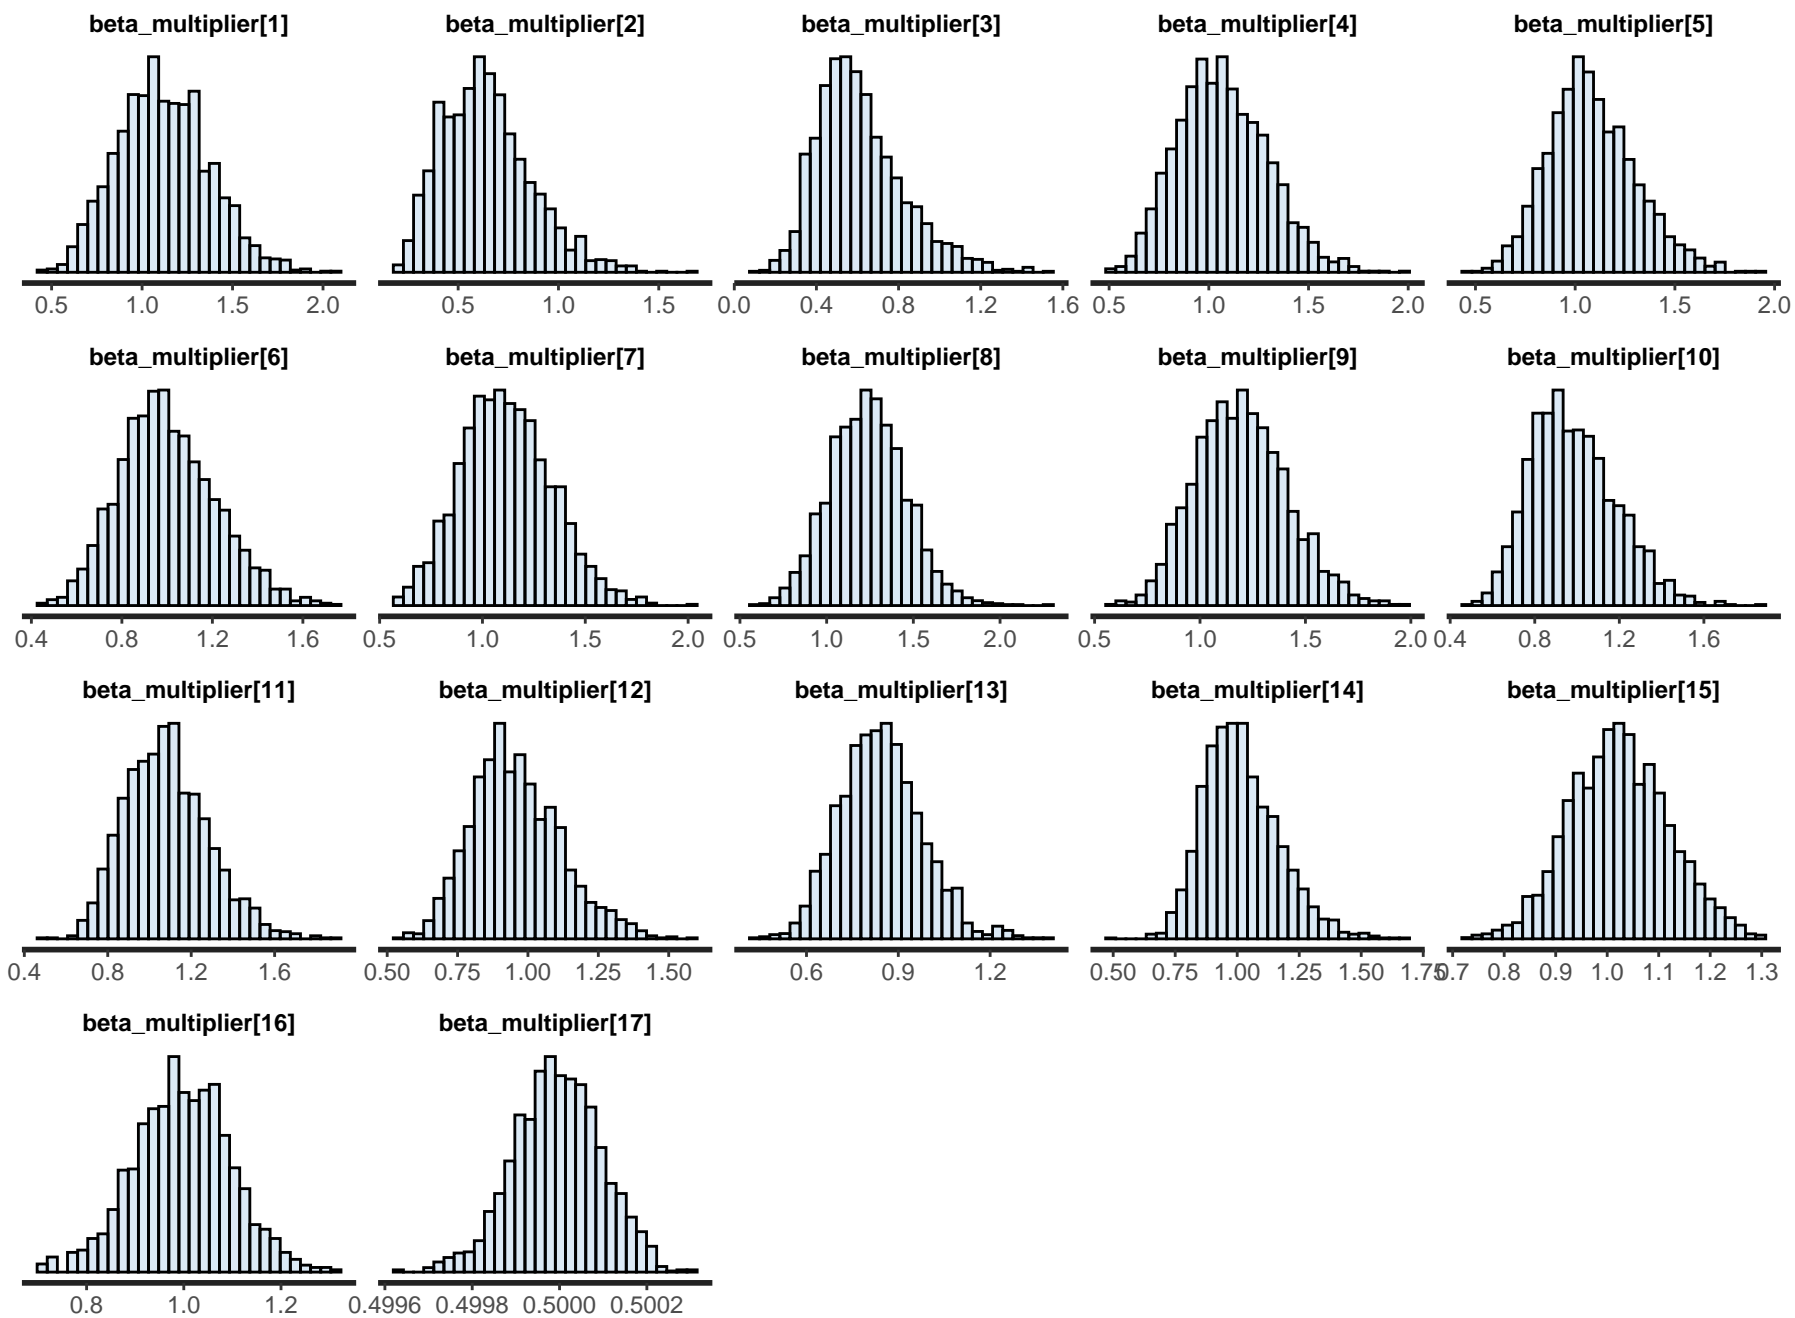 beta_multiplier[1] beta_multiplier[2] beta_multiplier[3] beta_multiplier[4] beta_multiplier[5]
0.5 1.0 1.5 2.0 0.5 1.0 1.5 0.0 0.4 0.8 1.2 1.6 0.5 1.0 1.5 2.0 0.5 1.0 1.5 2.0
beta_multiplier[6] beta_multiplier[7] beta_multiplier[8] beta_multiplier[9] beta_multiplier[10]
0.4 0.8 1.2 1.6 0.5 1.0 1.5 2.0 0.5 1.0 1.5 2.0 0.5 1.0 1.5 2.0 0.4 0.8 1.2 1.6
beta_multiplier[11] beta_multiplier[12] beta_multiplier[13] beta_multiplier[14] beta_multiplier[15]
0.4 0.8 1.2 1.6 0.50 0.75 1.00 1.25 1.50 0.6 0.9 1.2 0.50 0.75 1.00 1.25 1.50 1.75 0.7 0.8 0.9 1.0 1.1 1.2 1.3
beta_multiplier[16] beta_multiplier[17]
0.8 1.0 1.2 0.4996 0.4998 0.5000 0.5002